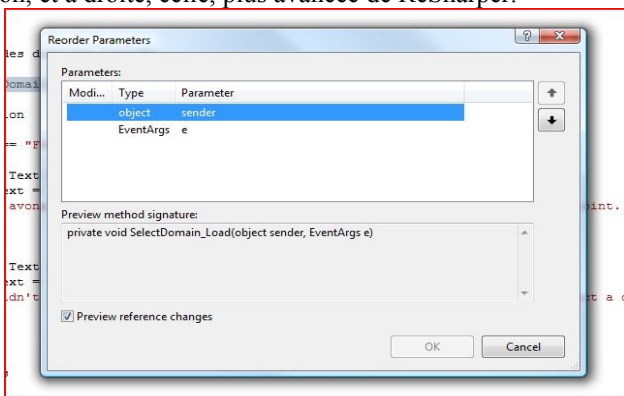 on, et à droite, celle, plus avancée de ReSharper.
Reorder Parameters
les d
Parameters:
Domai
Modi... Type Parameter
on
object sender
EventArgs e
== "F
Text
ext =
avon
int.
Preview method signature:
private void SelectDomain_Load(object sender, EventArgs e)
Text
ext =
dn't
t a d
Preview reference changes
OK Cancel